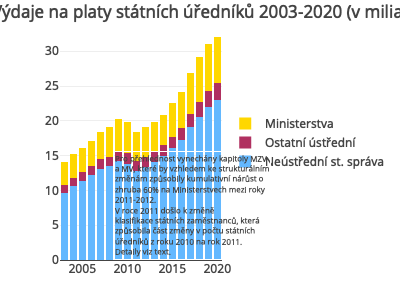 Výdaje na platy státních úředníků 2003-2020 (v milia
30
25
20
15
10
5
0
2005
2010
2015
2020
Ministerstva
Ostatní ústřední
Neústřední st. správa
Pro přehlednost vynechány kapitoly MZV
a MV, které by vzhledem ke strukturálním
změnám způsobily kumulativní nárůst o
zhruba 60% na Ministerstvech mezi roky
2011-2012.
V roce 2011 došlo k změně
klasifikace státních zaměstnanců, která
způsobila část změny v počtu státních
úředníků z roku 2010 na rok 2011.
Detaily viz text.